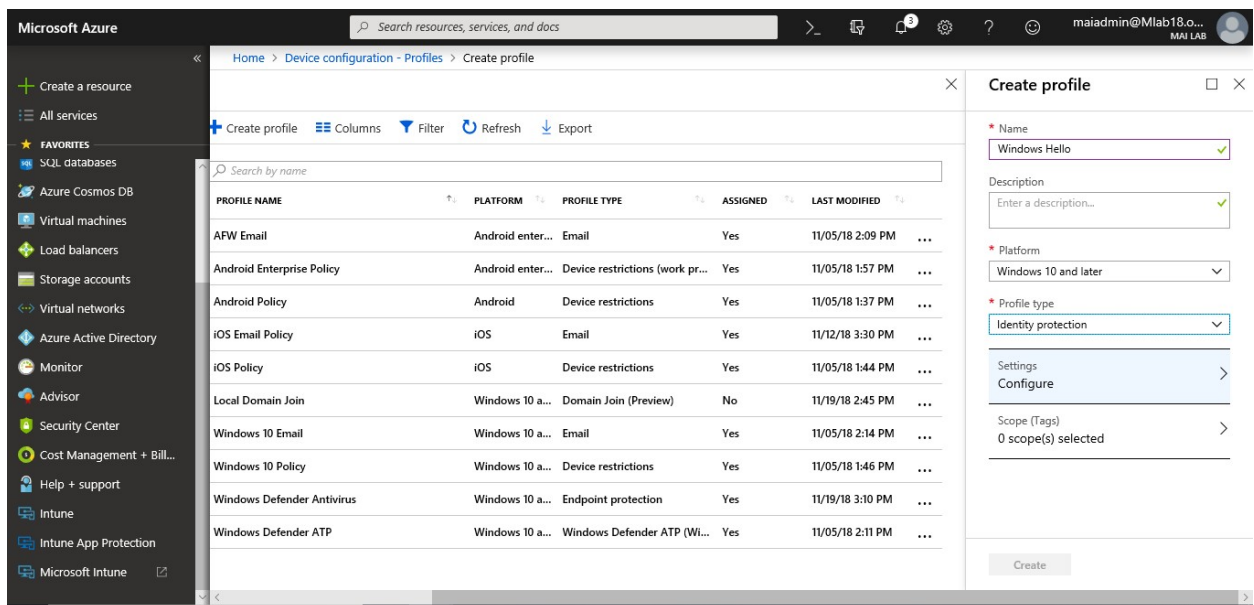 Microsoft Azure
Search resources, services, and docs
3
maiadmin@Mlab18.o...
MAI LAB
Create a resource
All services
FAVORITES
SQL databases
Azure Cosmos DB
Virtual machines
Load balancers
Storage accounts
Virtual networks
Azure Active Directory
Monitor
Advisor
Security Center
Cost Management + Bill...
Help + support
Intune
Intune App Protection
Microsoft Intune
Home > Device configuration - Profiles > Create profile
Create profile Columns Filter Refresh Export
Search by name
PROFILE NAME PLATFORM PROFILE TYPE ASSIGNED LAST MODIFIED
AFW Email Android enter... Email Yes 11/05/18 2:09 PM ...
Android Enterprise Policy Android enter... Device restrictions (work pr... Yes 11/05/18 1:57 PM ...
Android Policy Android Device restrictions Yes 11/05/18 1:37 PM ...
iOS Email Policy iOS Email Yes 11/12/18 3:30 PM ...
iOS Policy iOS Device restrictions Yes 11/05/18 1:44 PM ...
Local Domain Join Windows 10 a... Domain Join (Preview) No 11/19/18 2:45 PM ...
Windows 10 Email Windows 10 a... Email Yes 11/05/18 2:14 PM ...
Windows 10 Policy Windows 10 a... Device restrictions Yes 11/05/18 1:46 PM ...
Windows Defender Antivirus Windows 10 a... Endpoint protection Yes 11/19/18 3:10 PM ...
Windows Defender ATP Windows 10 a... Windows Defender ATP (Wi... Yes 11/05/18 2:11 PM ...
Create profile
* Name
Windows Hello
Description
Enter a description...
* Platform
Windows 10 and later
* Profile type
Identity protection
Settings
Configure
Scope (Tags)
0 scope(s) selected
Create